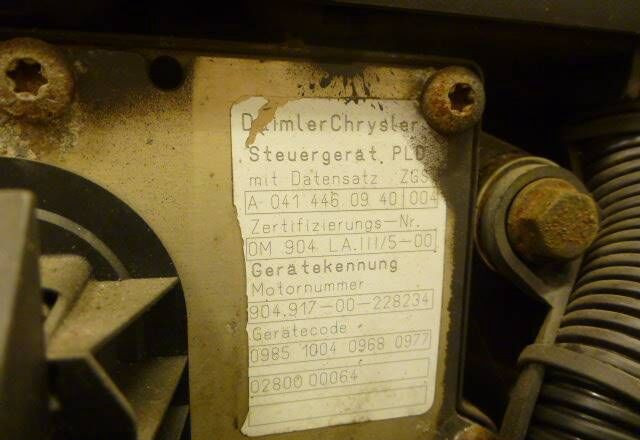 DaimlerChrysler
Steuergerät PLD
mit Datensatz ZGS
A 041 446 09 40 004
Zertifizierungs-Nr.
OM 904 LA.III/5-00
Gerätekennung
Motornummer
904.917-00-228234
Gerätecode
0985 1004 0968 0977
02800 00064